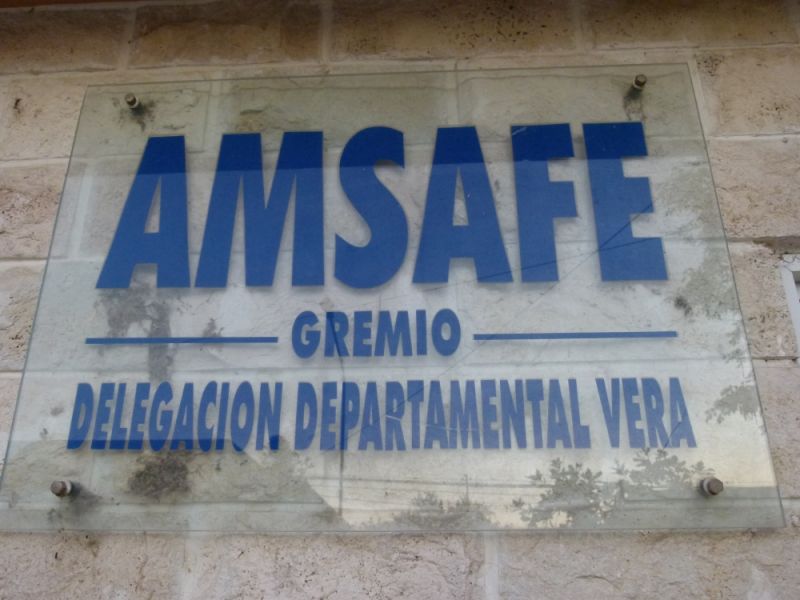 AMSAFE
GREMIO
DELEGACION DEPARTAMENTAL VERA